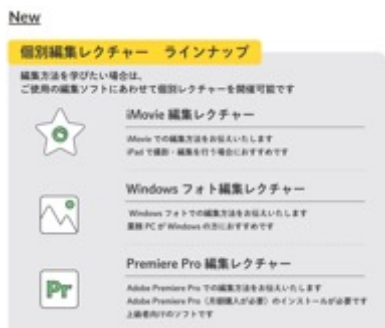 New
個別編集レクチャー　ラインナップ
編集方法を学びたい場合は、
ご使用の編集ソフトにあわせて個別レクチャーを開催可能です
iMovie 編集レクチャー
iMovie での編集方法をお伝えいたします
iPad で撮影・編集を行う場合におすすめです
Windows フォト編集レクチャー
Windows フォトでの編集方法をお伝えいたします
業務 PC が Windows の方におすすめです
Premiere Pro 編集レクチャー
Pr
Adobe Premiere Pro での編集方法をお伝えいたします
Adobe Premiere Pro（月額購入が必要）のインストールが必要です
上級者向けのソフトです